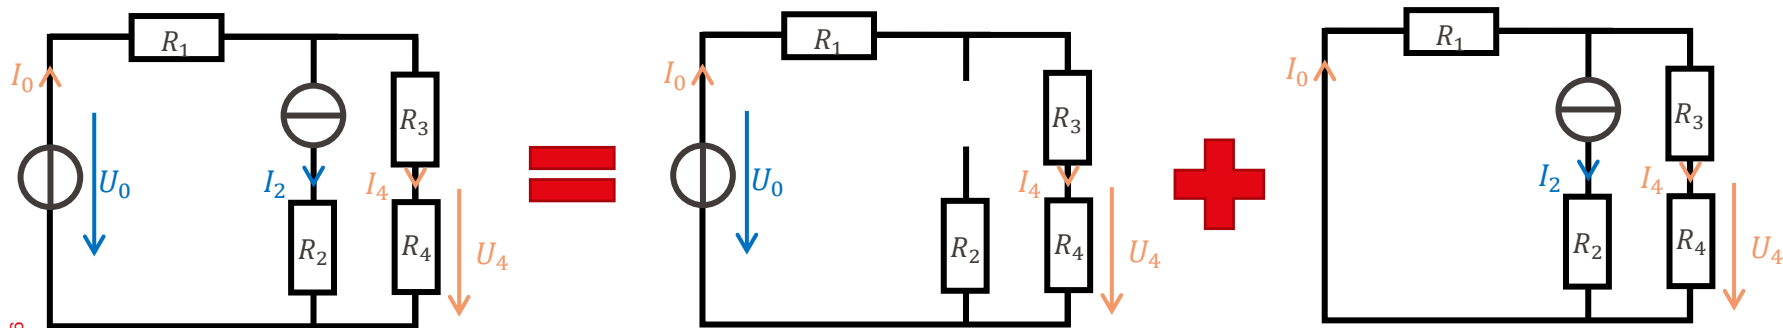 R₁
I₀
U₀
I₂
R₂
R₃
I₄
R₄
U₄
R₁
I₀
U₀
R₂
R₃
I₄
R₄
U₄
R₁
I₀
I₂
R₂
R₃
I₄
R₄
U₄